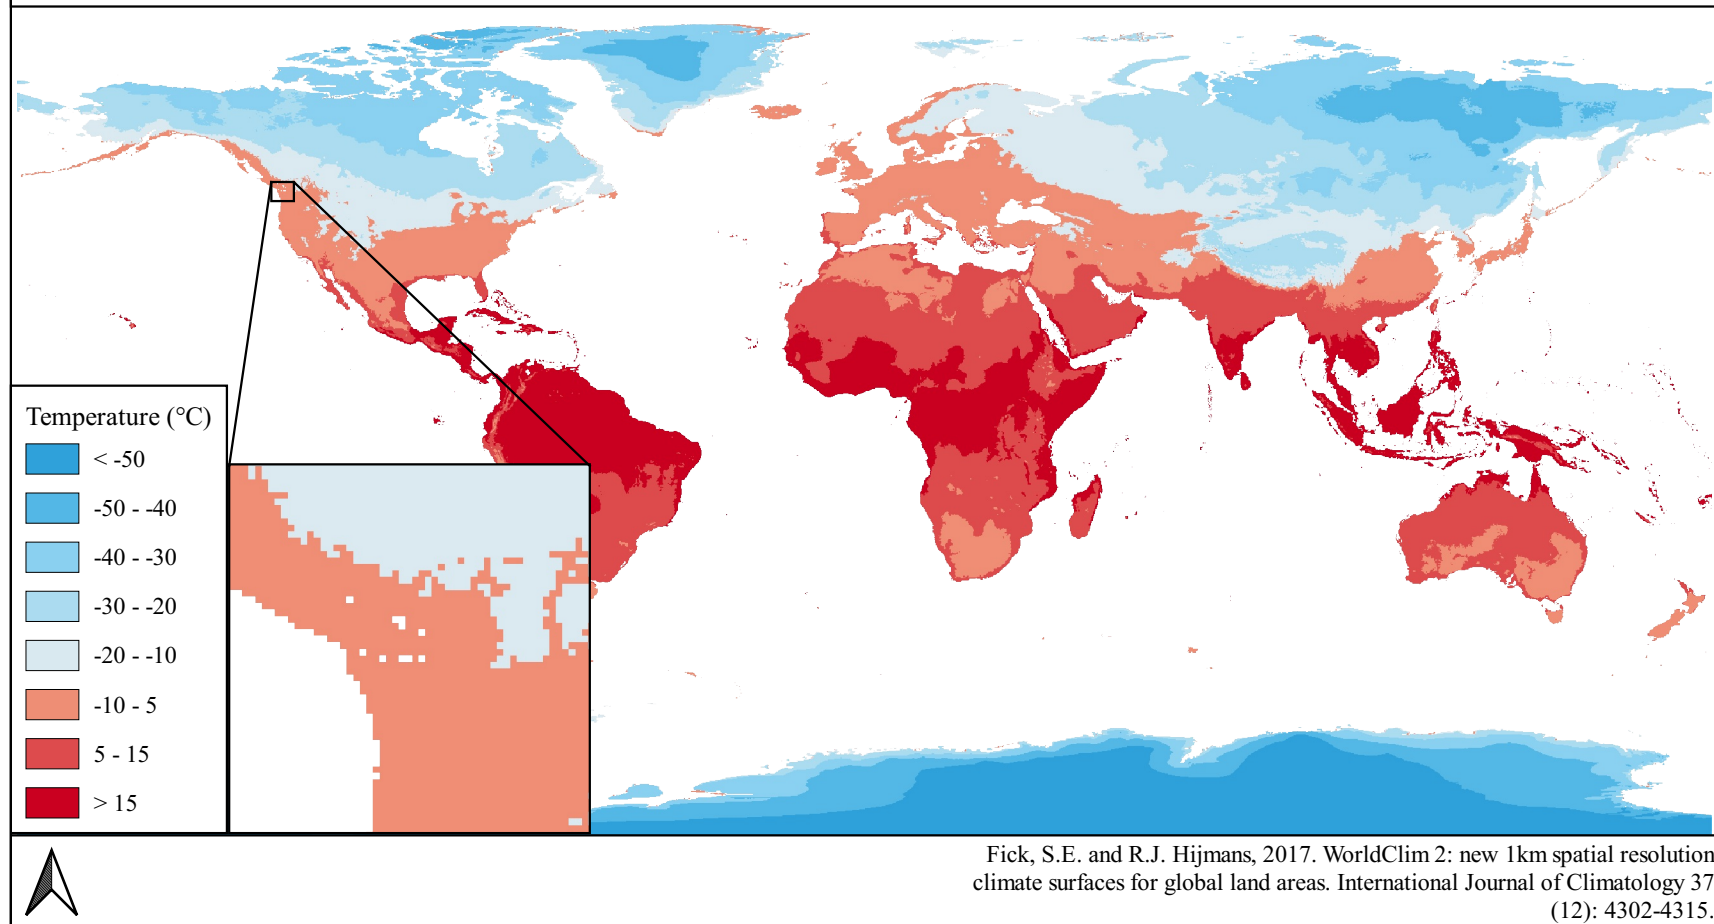 Temperature (°C)
< -50
-50 - -40
-40 - -30
-30 - -20
-20 - -10
-10 - 5
5 - 15
> 15
Fick, S.E. and R.J. Hijmans, 2017. WorldClim 2: new 1km spatial resolution
climate surfaces for global land areas. International Journal of Climatology 37
(12): 4302-4315.